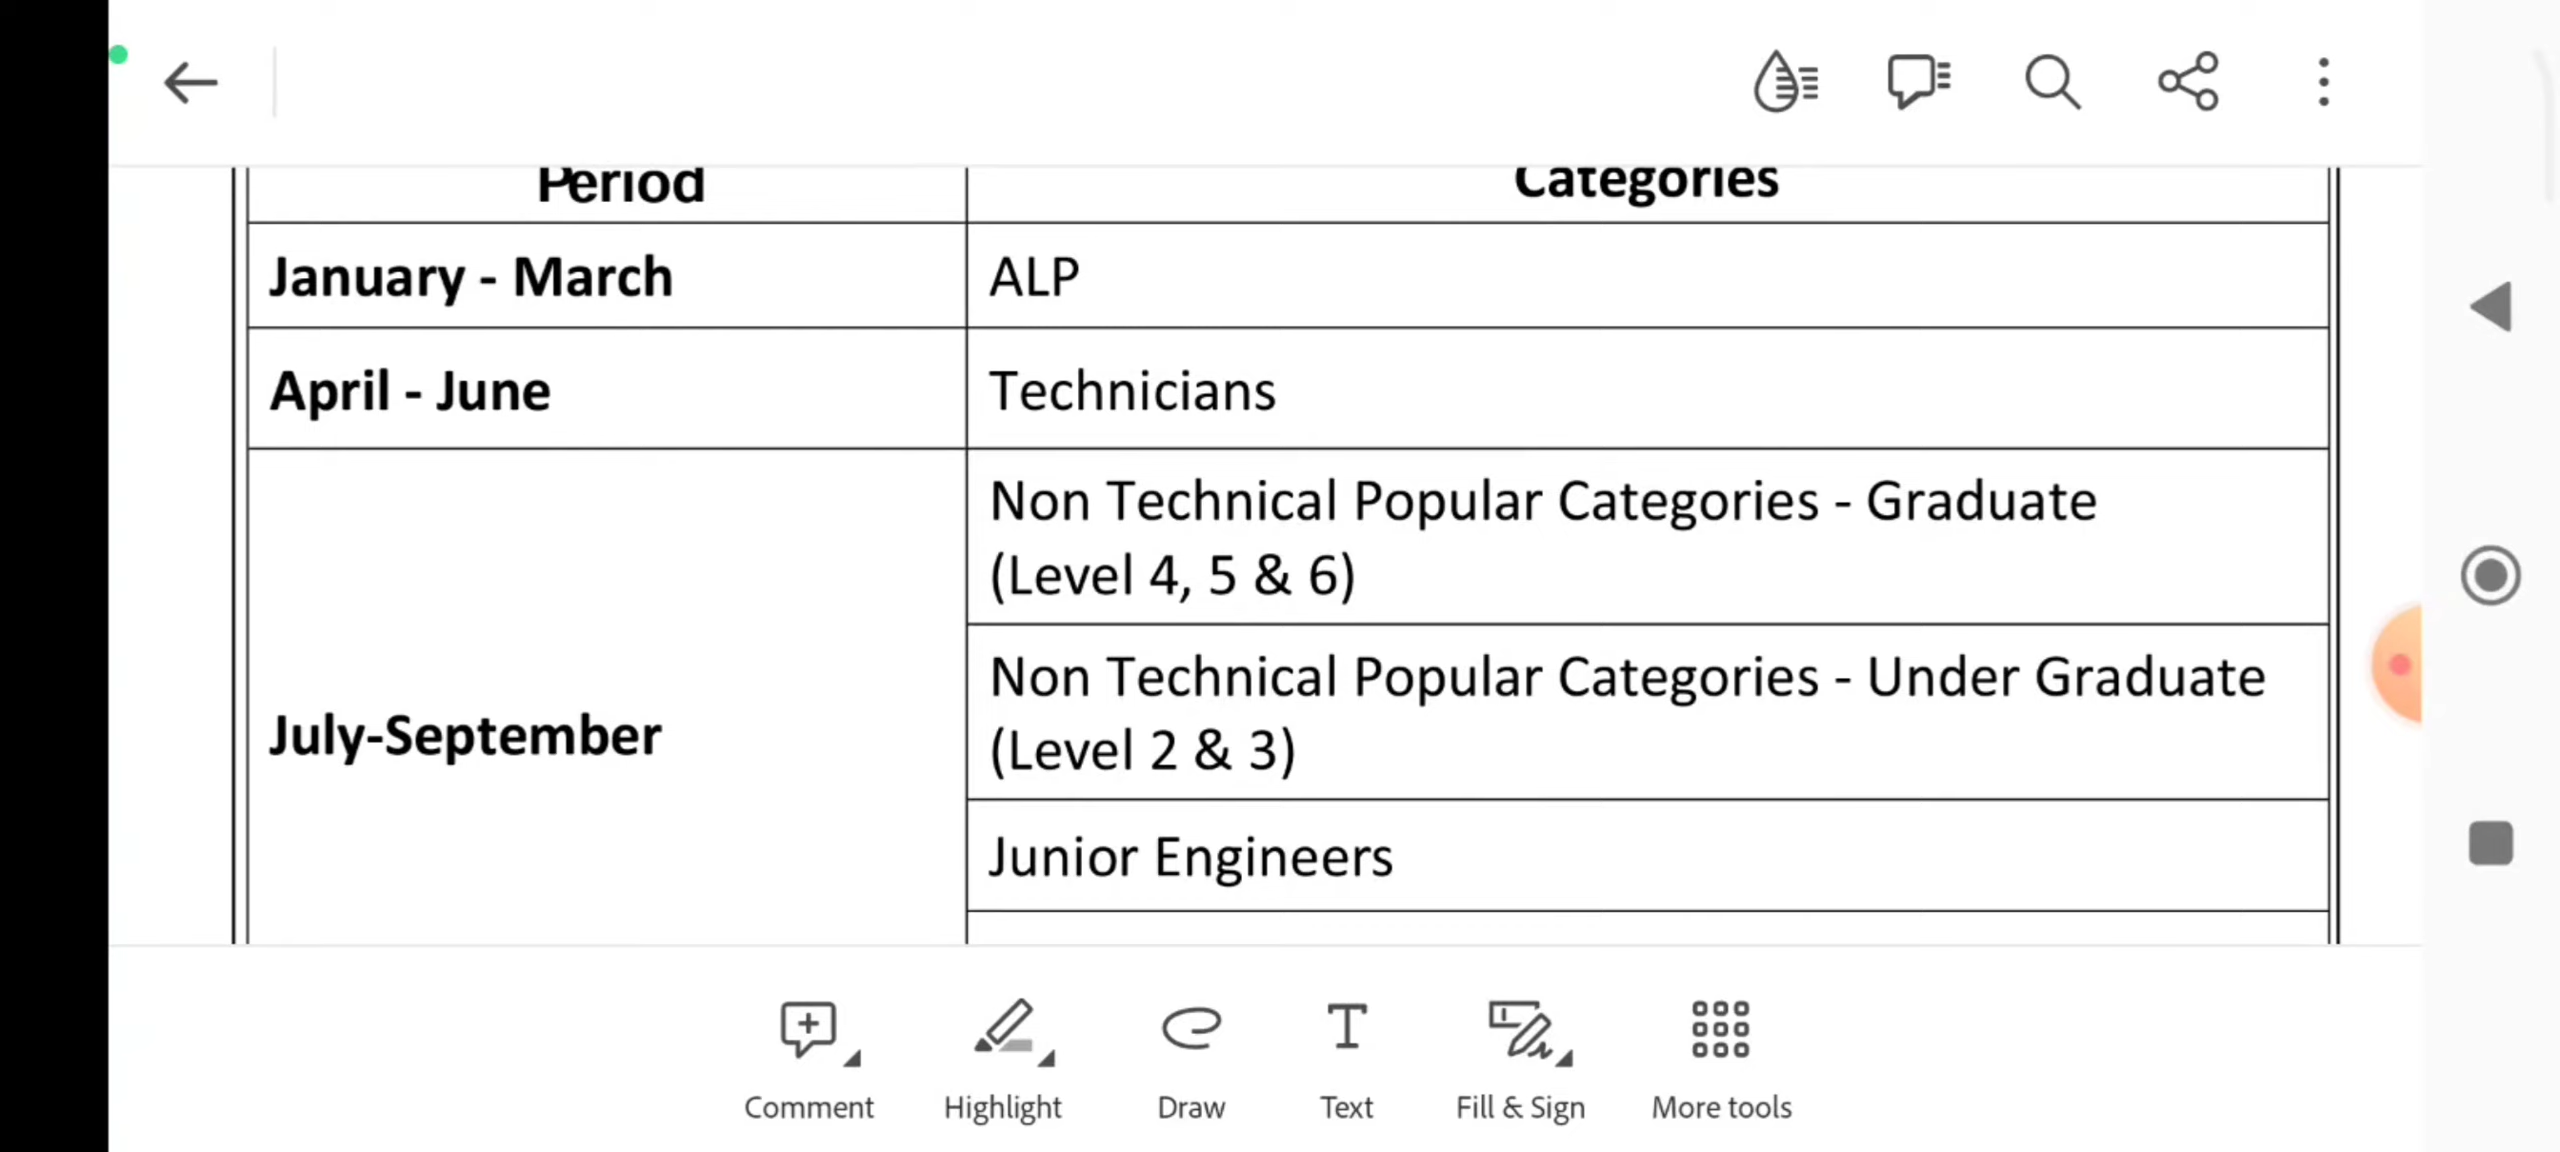 Period
Categories
January - March
ALP
April - June
Technicians
Non Technical Popular Categories - Graduate
(Level 4, 5 & 6)
July-September
Non Technical Popular Categories - Under Graduate
(Level 2 & 3)
Junior Engineers
Comment
Highlight
Draw
T
Text
Fill & Sign
More tools